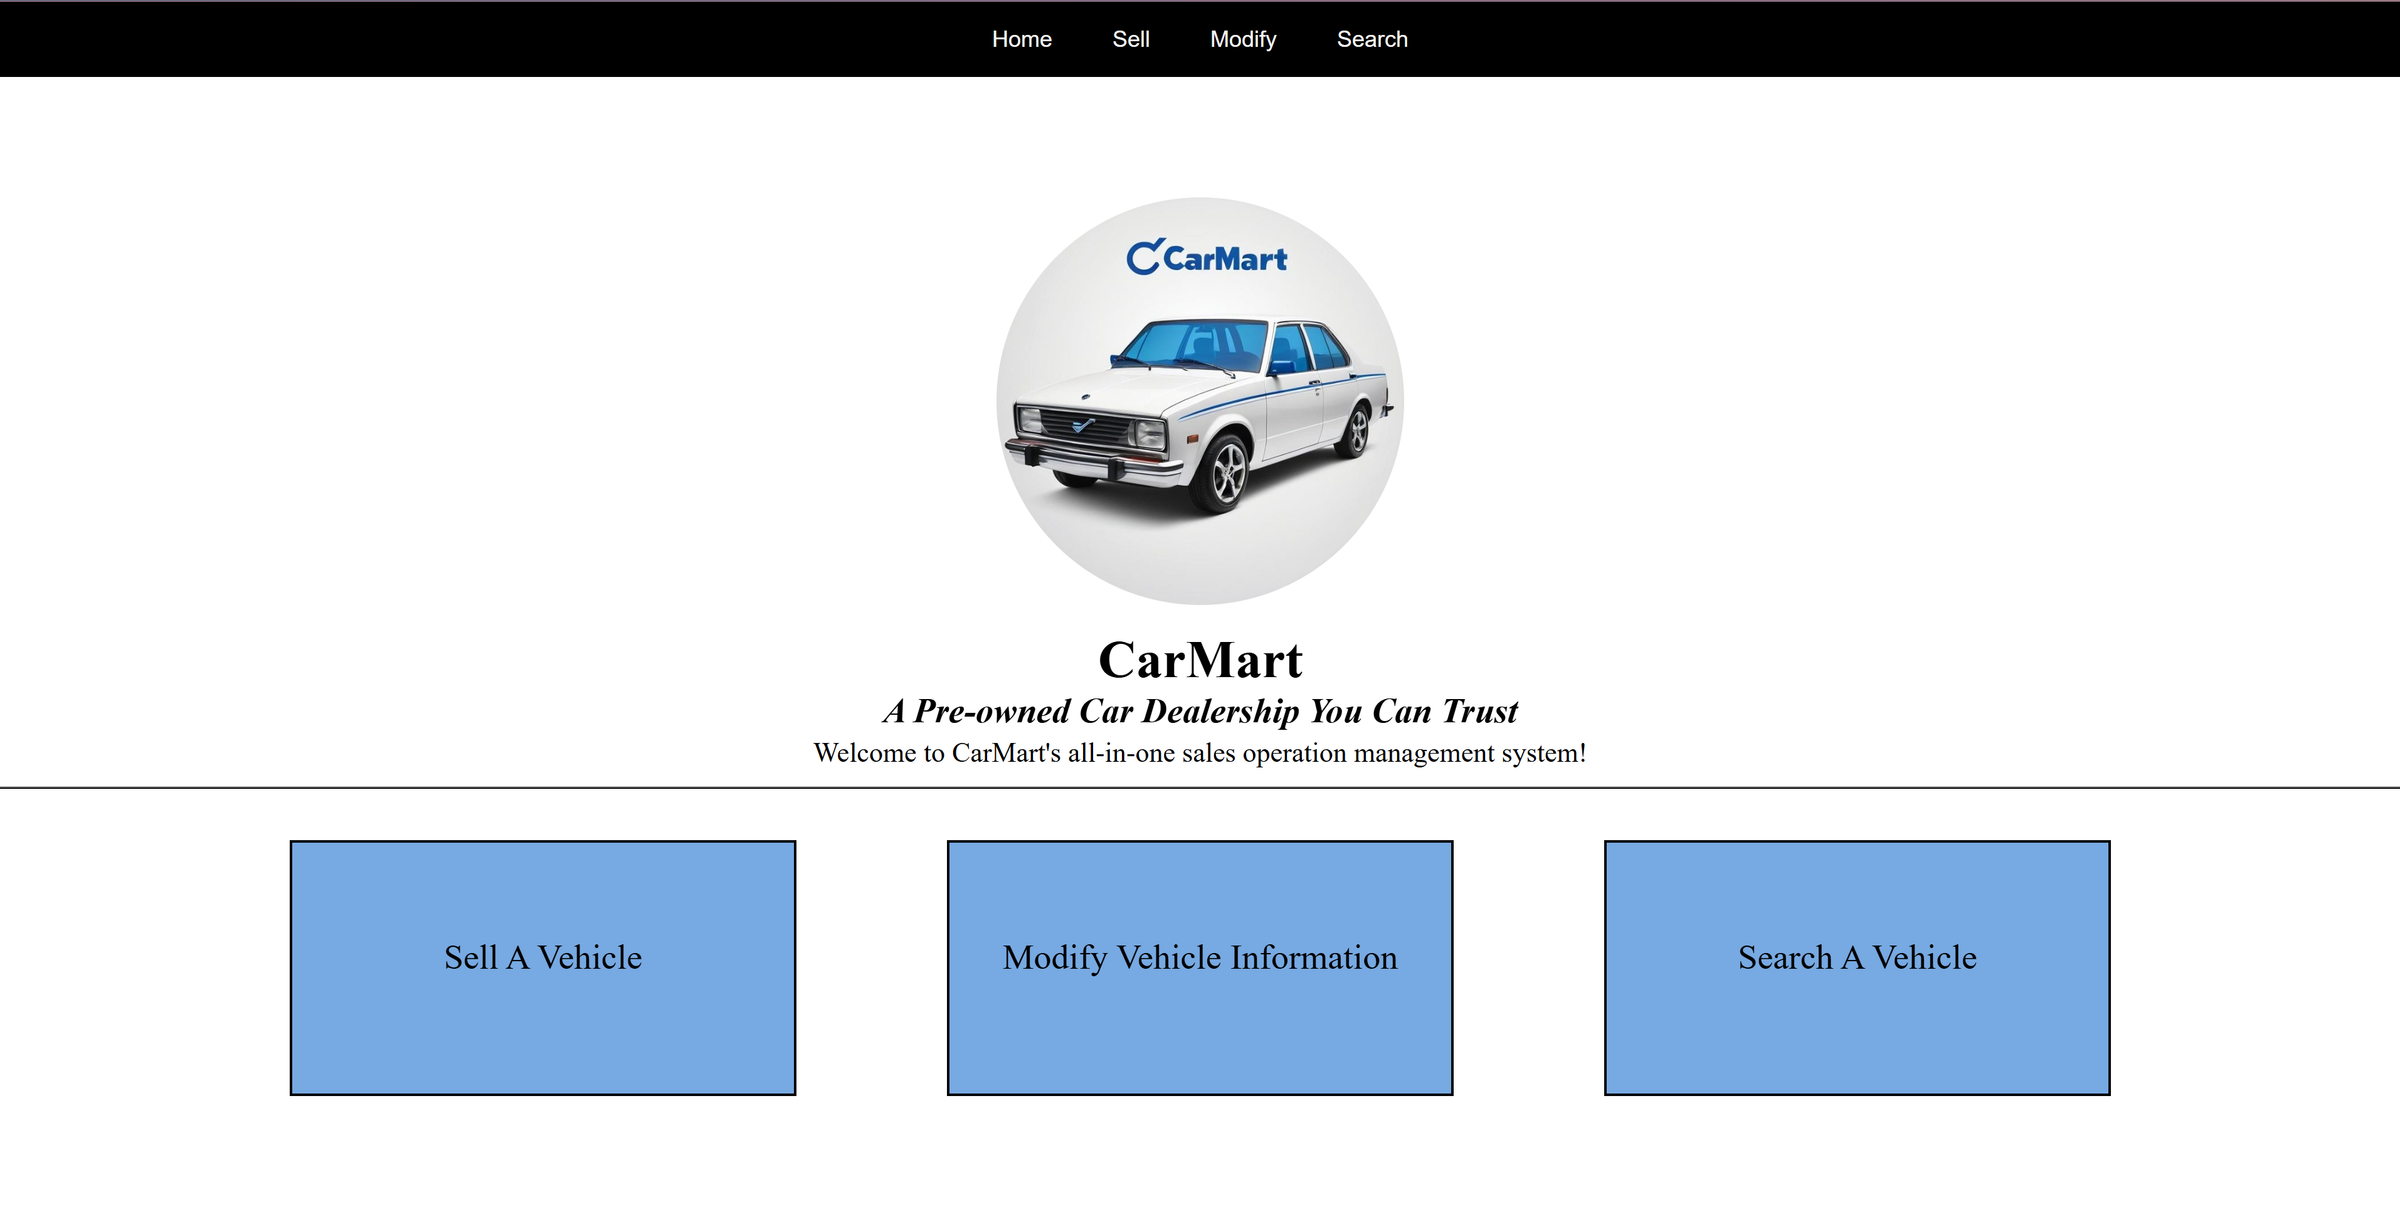 Home Sell Modify Search
CarMart
CarMart
A Pre-owned Car Dealership You Can Trust
Welcome to CarMart's all-in-one sales operation management system!
Sell A Vehicle
Modify Vehicle Information
Search A Vehicle